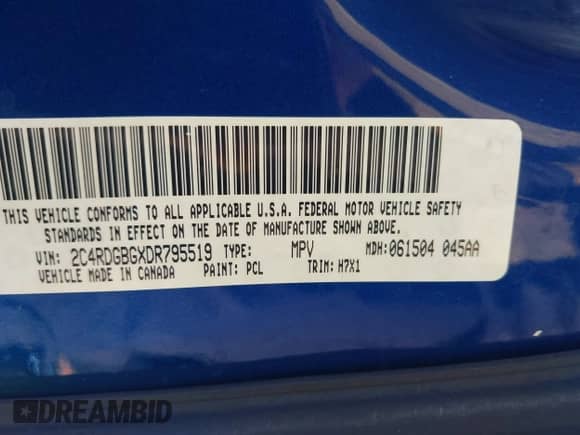 THIS VEHICLE CONFORMS TO ALL APPLICABLE U.S.A. FEDERAL MOTOR VEHICLE SAFETY
STANDARDS IN EFFECT ON THE DATE OF MANUFACTURE SHOWN ABOVE.
VIN: 2C4RDGBGXDR795519 TYPE: MPV MDH:061504 045AA
VEHICLE MADE IN CANADA PAINT: PCL TRIM: H7X1
DREAMBID